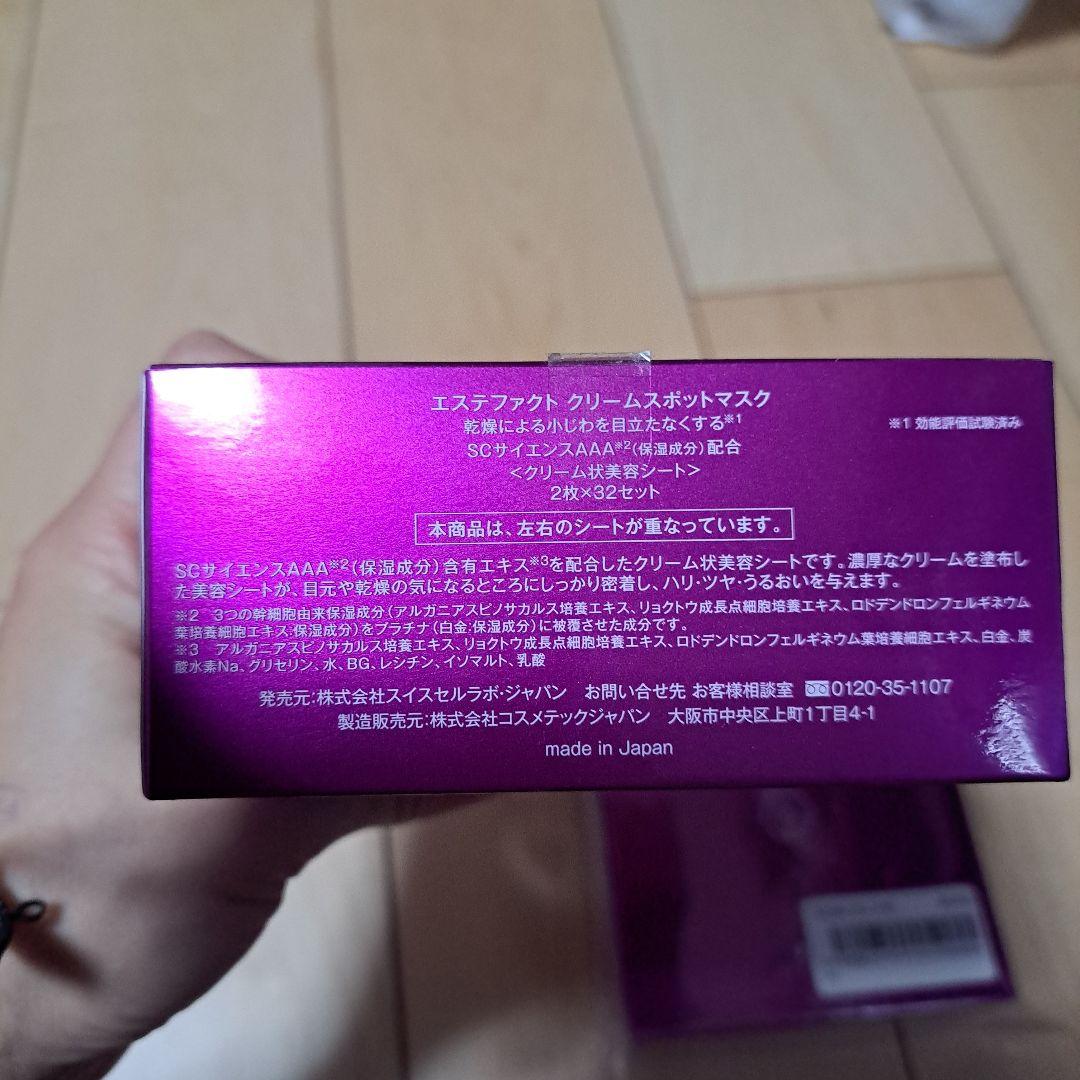 エステファクト クリームスポットマスク
乾燥による小じわを目立たなくする※1
※1 効能評価試験済み
SCサイエンスAAA※2(保湿成分)配合
<クリーム状美容シート>
2枚×32セット
本商品は、左右のシートが重なっています。
SCサイエンスAAA※2(保湿成分)含有エキス※3を配合したクリーム状美容シートです。濃厚なクリームを塗布し
た美容シートが、目元や乾燥の気になるところにしっかり密着し、ハリ・ツヤ・うるおいを与えます。
※2 3つの幹細胞由来保湿成分(アルガニアスピノサカルス培養エキス、リョクトウ成長点細胞培養エキス、ロドデンドロンフェルギネウム
葉培養細胞エキス:保湿成分)をプラチナ(白金:保湿成分)に被覆させた成分です。
※3 アルガニアスピノサカルス培養エキス、リョクトウ成長点細胞培養エキス、ロドデンドロンフェルギネウム葉培養細胞エキス、白金、炭
酸水素Na、グリセリン、水、BG、レシチン、イソマルト、乳酸
発売元:株式会社スイスセルラボ・ジャパン お問い合せ先 お客様相談室 0120-35-1107
製造販売元:株式会社コスメテックジャパン 大阪市中央区上町1丁目4-1
made in Japan